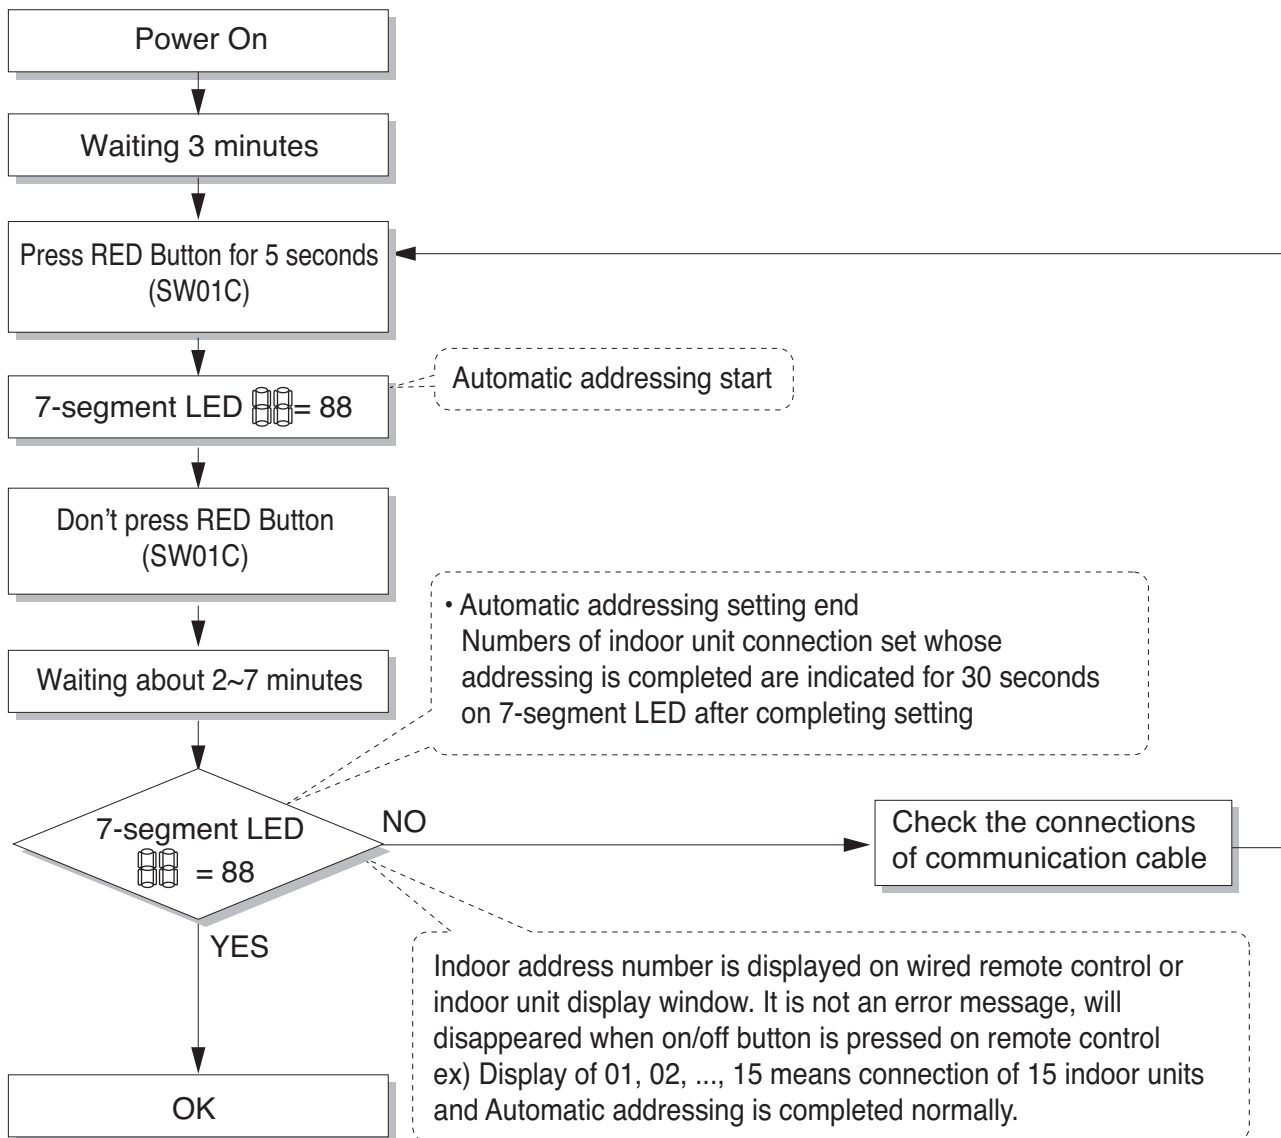 Power On
Waiting 3 minutes
Press RED Button for 5 seconds
(SW01C)
7-segment LED 88 = 88
Automatic addressing start
Don't press RED Button
(SW01C)
Waiting about 2~7 minutes
• Automatic addressing setting end
Numbers of indoor unit connection set whose
addressing is completed are indicated for 30 seconds
on 7-segment LED after completing setting
7-segment LED
88 = 88
NO
Check the connections
of communication cable
YES
Indoor address number is displayed on wired remote control or
indoor unit display window. It is not an error message, will
disappeared when on/off button is pressed on remote control
ex) Display of 01, 02, ..., 15 means connection of 15 indoor units
and Automatic addressing is completed normally.
OK